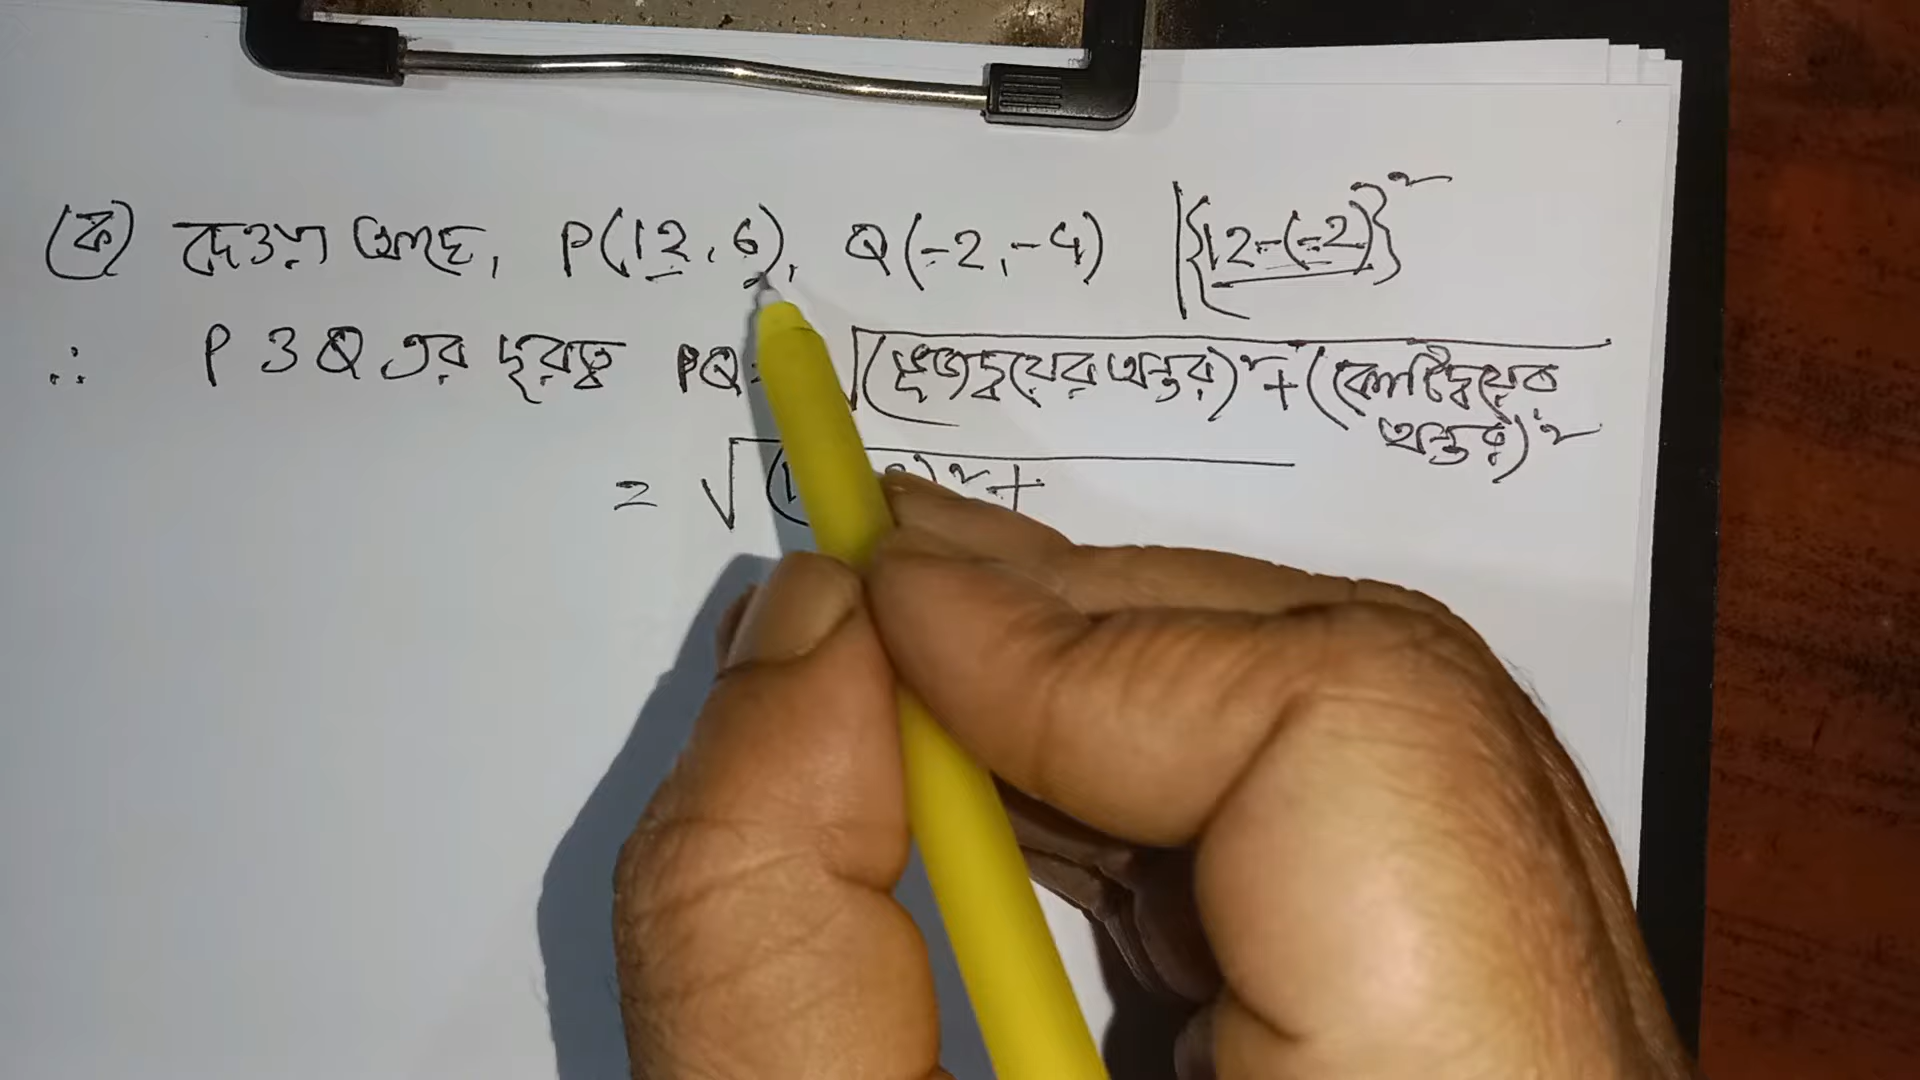 (ক) দেওয়া আছে, P(12, 6), Q(-2, -4) |{12-(-2)}²
∴ P ও Q এর দূরত্ব PQ = √(ভুজদ্বয়ের অন্তর)² + (কোটিদ্বয়ের
অন্তর)²
= √( )² +